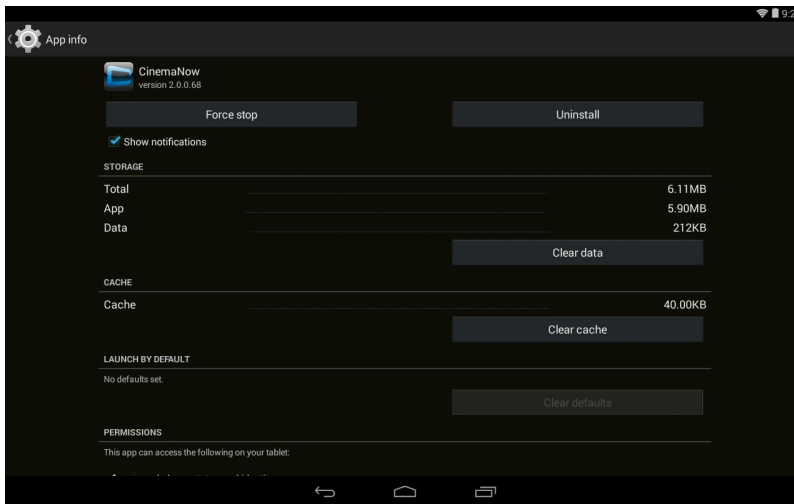 9:2
App info
CinemaNow
version 2.0.0.68
Force stop
Uninstall
Show notifications
STORAGE
Total 6.11MB
App 5.90MB
Data 212KB
Clear data
CACHE
Cache 40.00KB
Clear cache
LAUNCH BY DEFAULT
No defaults set.
Clear defaults
PERMISSIONS
This app can access the following on your tablet: